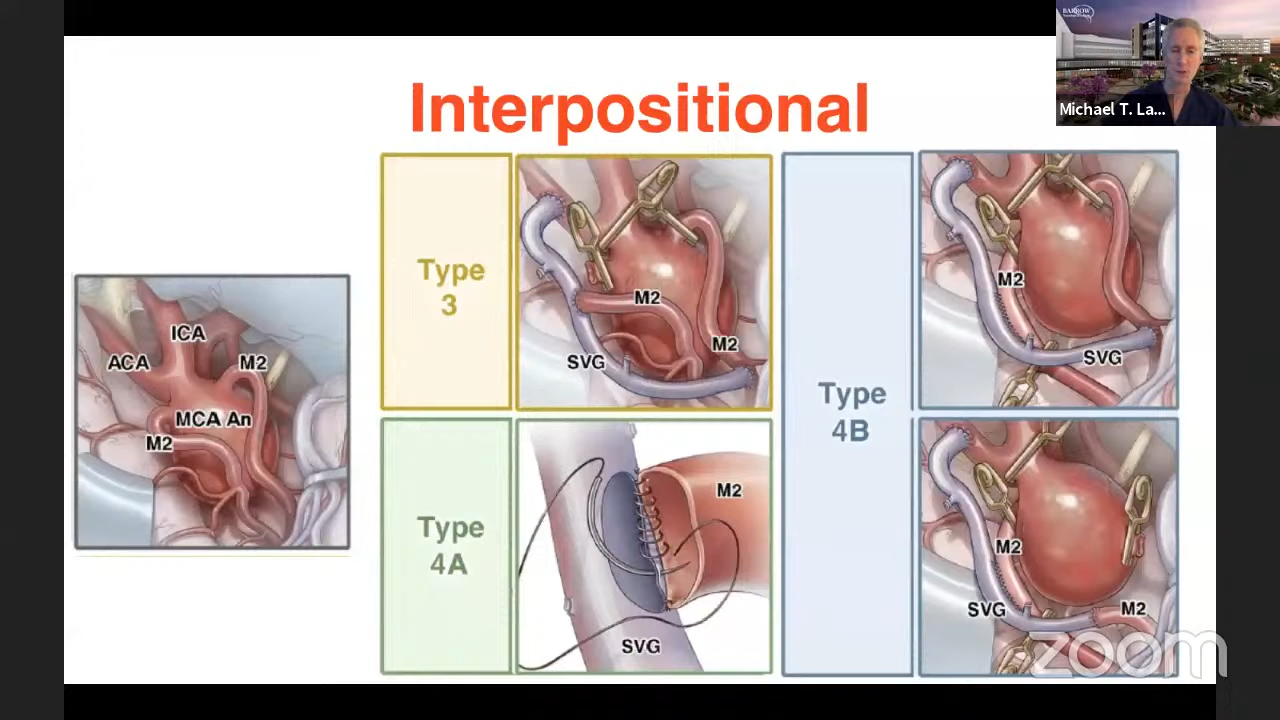 BARROW
Michael T. La...
Interpositional
ICA
ACA
M2
MCA An
M2
Type
3
M2
M2
SVG
Type
4A
M2
SVG
Type
4B
M2
SVG
M2
SVG
M2
zoom